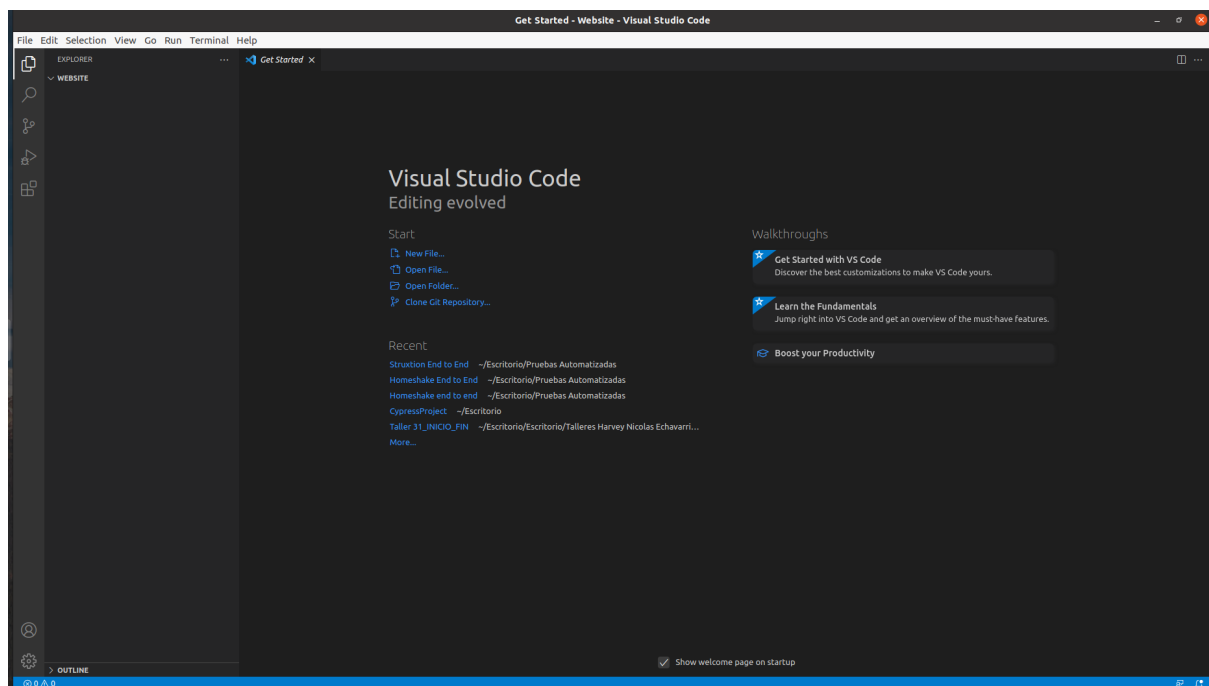 Get Started - Website - Visual Studio Code
File Edit Selection View Go Run Terminal Help
EXPLORER
Get Started
WEBSITE
Visual Studio Code
Editing evolved
Start
New File...
Open File...
Open Folder...
Clone Git Repository...
Recent
Struxtion End to End ~/Escritorio/Pruebas Automatizadas
Homeshake End to End ~/Escritorio/Pruebas Automatizadas
Homeshake end to end ~/Escritorio/Pruebas Automatizadas
CypressProject ~/Escritorio
Taller 31_INICIO_FIN ~/Escritorio/Escritorio/Talleres Harvey Nicolas Echavarri...
More...
Walkthroughs
Get Started with VS Code
Discover the best customizations to make VS Code yours.
Learn the Fundamentals
Jump right into VS Code and get an overview of the must-have features.
Boost your Productivity
Show welcome page on startup
OUTLINE
0 0